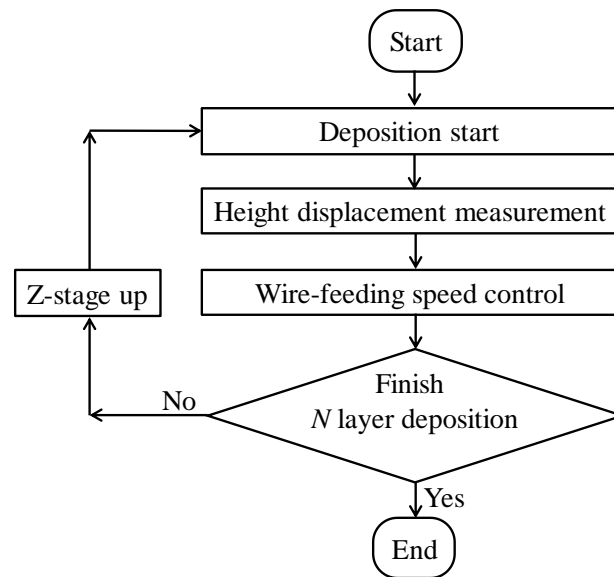 Start
Deposition start
Height displacement measurement
Z-stage up
Wire-feeding speed control
Finish
N layer deposition
No
Yes
End